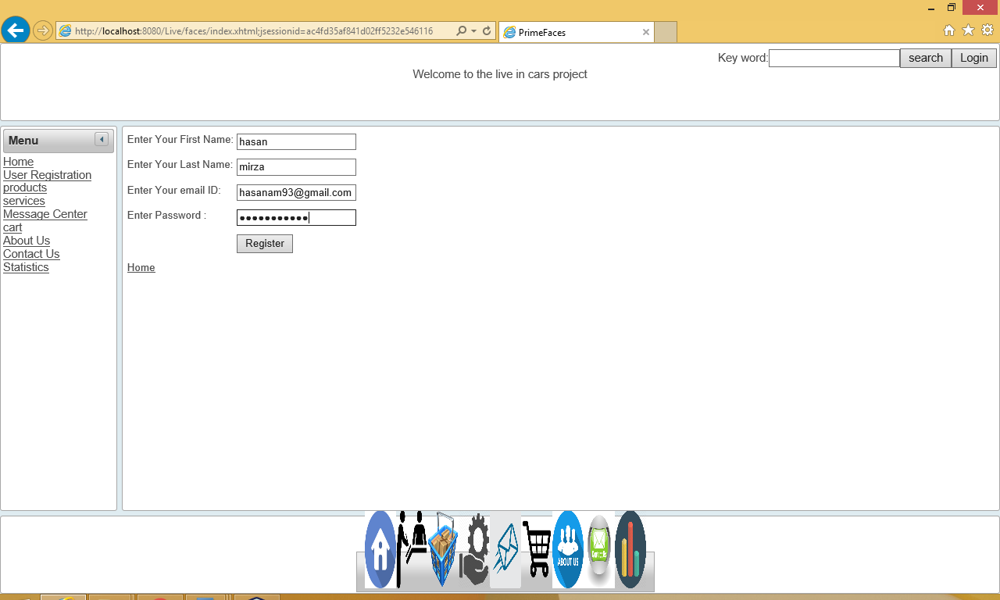 http://localhost:8080/Live/faces/index.xhtml;jsessionid=ac4fd35af841d02ff5232e546116
PrimeFaces
Key word:
search
Login
Welcome to the live in cars project
Menu
Home
User Registration
products
services
Message Center
cart
About Us
Contact Us
Statistics
Enter Your First Name: hasan
Enter Your Last Name: mirza
Enter Your email ID: hasanam93@gmail.com
Enter Password : ●●●●●●●●●●●
Register
Home
ABOUT US